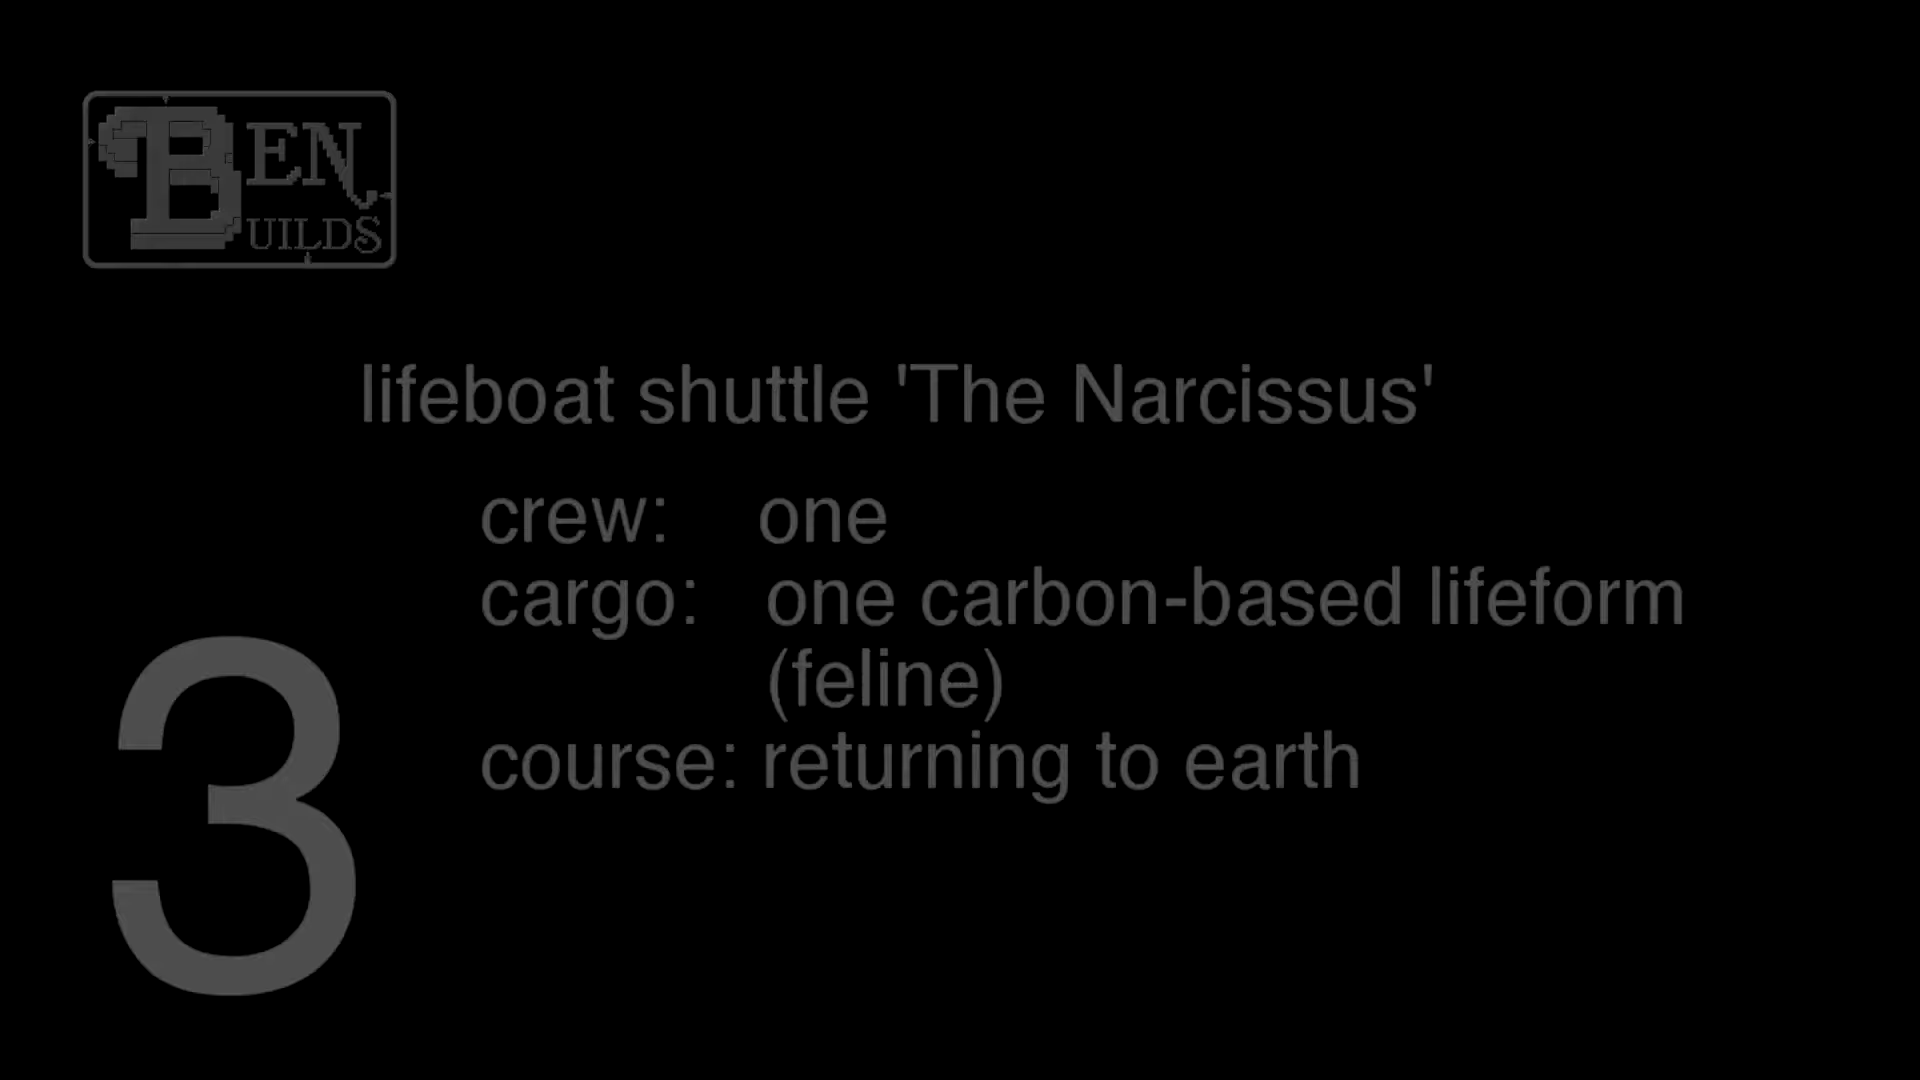 BEN
UILDS
lifeboat shuttle 'The Narcissus'
crew: one
cargo: one carbon-based lifeform
(feline)
course: returning to earth
3